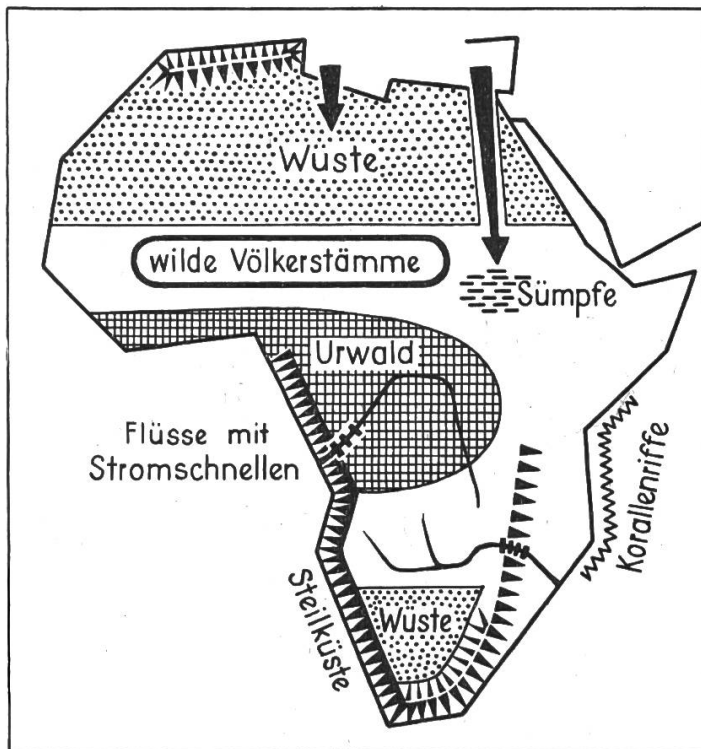 Wüste
wilde Völkerstämme
Sümpfe
Urwald
Flüsse mit
Stromschnellen
Korallenriffe
Steilküste
Wüste